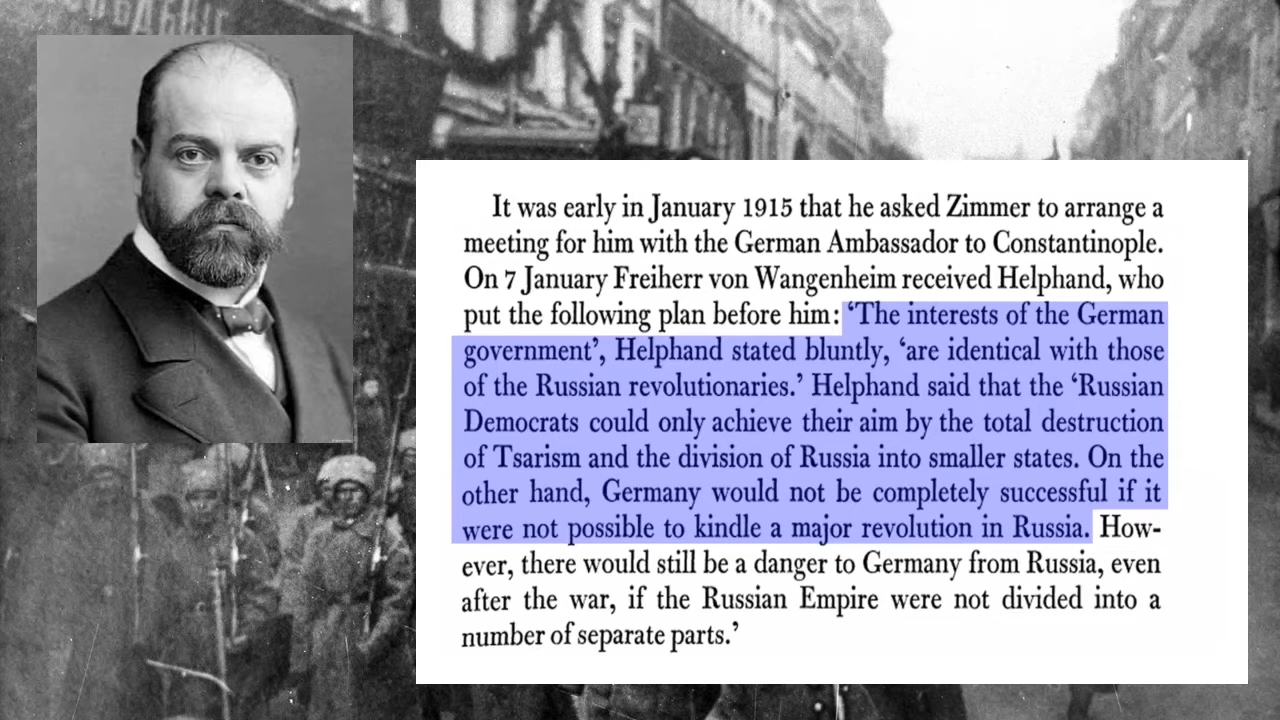 It was early in January 1915 that he asked Zimmer to arrange a
meeting for him with the German Ambassador to Constantinople.
On 7 January Freiherr von Wangenheim received Helphand, who
put the following plan before him: ‘The interests of the German
government’, Helphand stated bluntly, ‘are identical with those
of the Russian revolutionaries.’ Helphand said that the ‘Russian
Democrats could only achieve their aim by the total destruction
of Tsarism and the division of Russia into smaller states. On the
other hand, Germany would not be completely successful if it
were not possible to kindle a major revolution in Russia. How-
ever, there would still be a danger to Germany from Russia, even
after the war, if the Russian Empire were not divided into a
number of separate parts.’